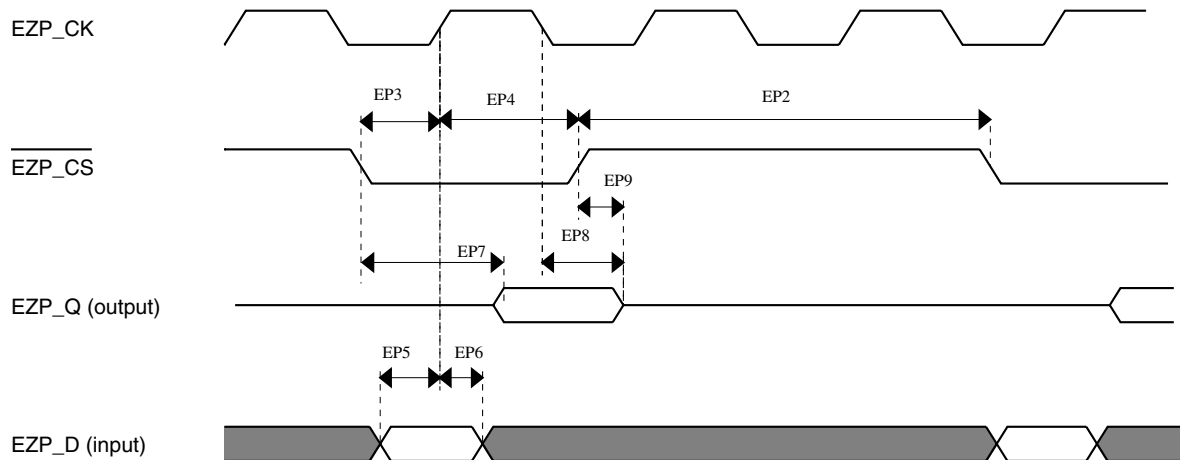 EZP_CK
EP3
EP4
EP2
EZP_CS
EP9
EP8
EP7
EZP_Q (output)
EP5
EP6
EZP_D (input)